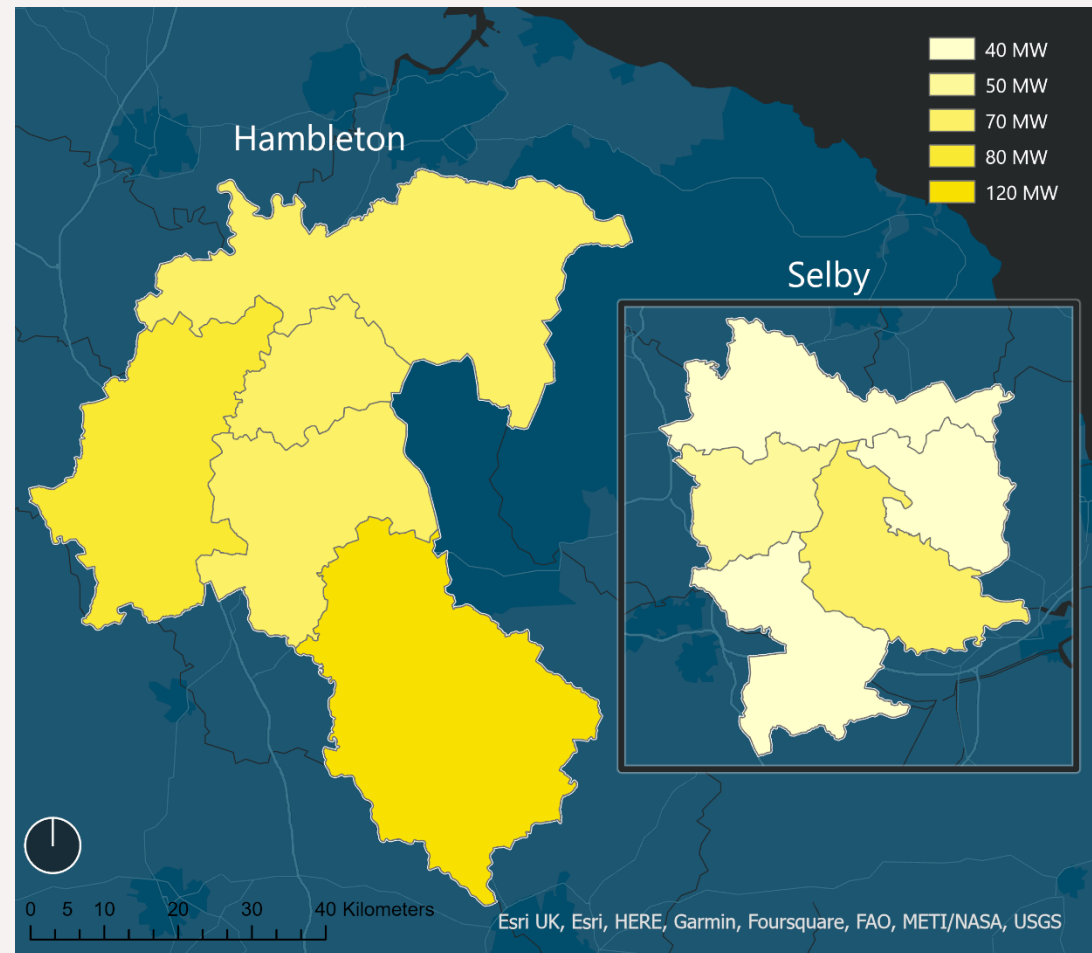 Hambleton
40 MW
50 MW
70 MW
80 MW
120 MW
Selby
0 5 10 20 30 40 Kilometers
Esri UK, Esri, HERE, Garmin, Foursquare, FAO, METI/NASA, USGS